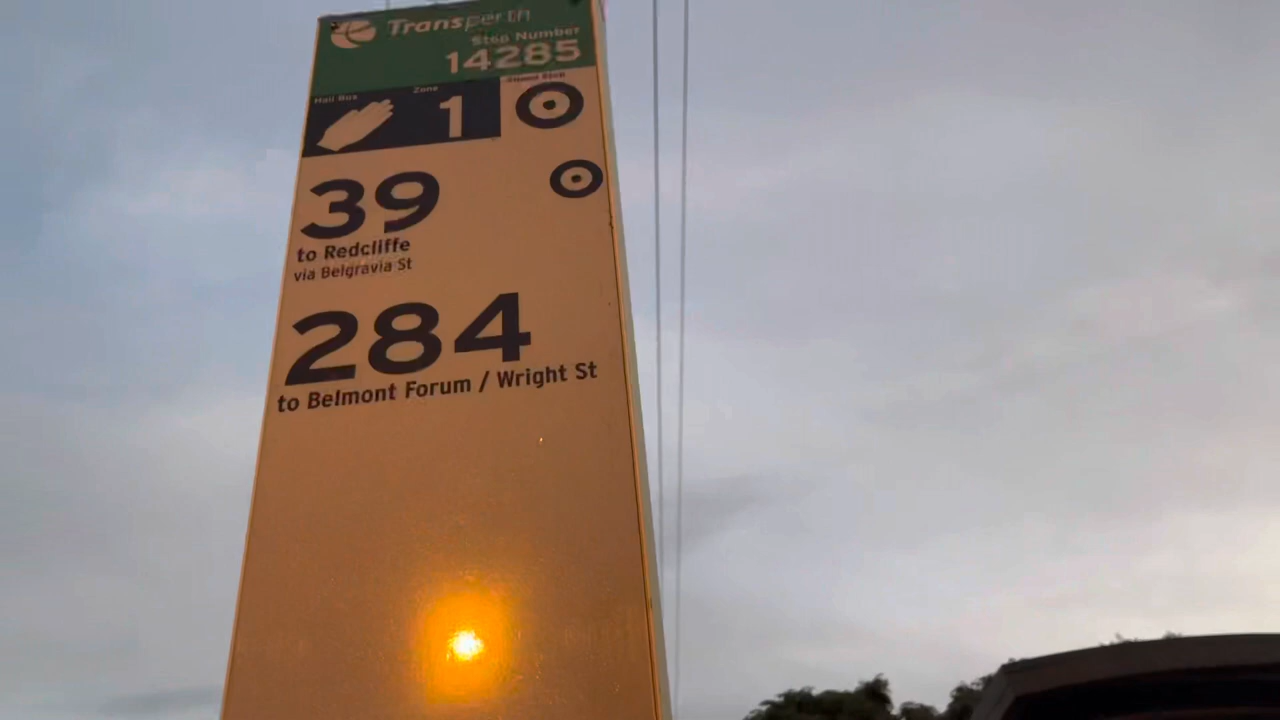 Transperth
Stop Number
14285
Hail Bus
Zone
1
39
to Redcliffe
via Belgravia St
284
to Belmont Forum / Wright St